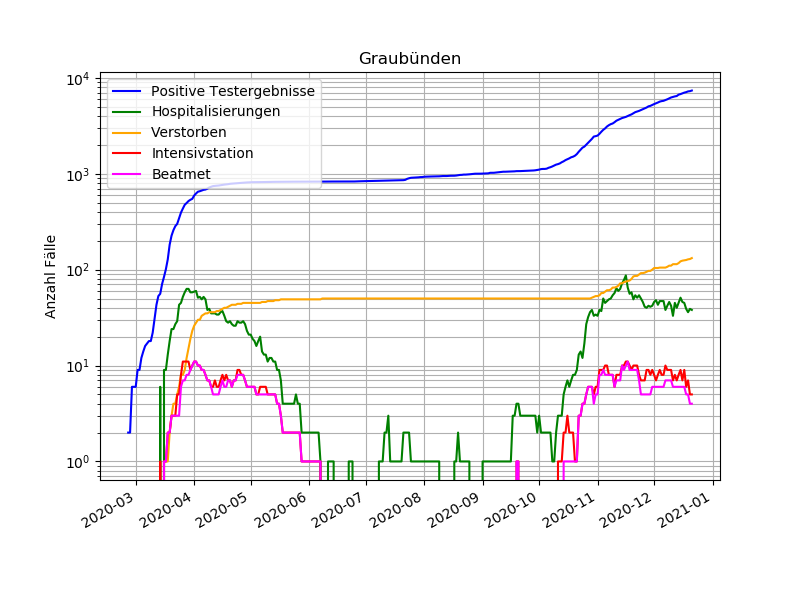 Graubünden
Positive Testergebnisse
Hospitalisierungen
Verstorben
Intensivstation
Beatmet
Anzahl Fälle
10⁴
10³
10²
10¹
10⁰
2020-03
2020-04
2020-05
2020-06
2020-07
2020-08
2020-09
2020-10
2020-11
2020-12
2021-01